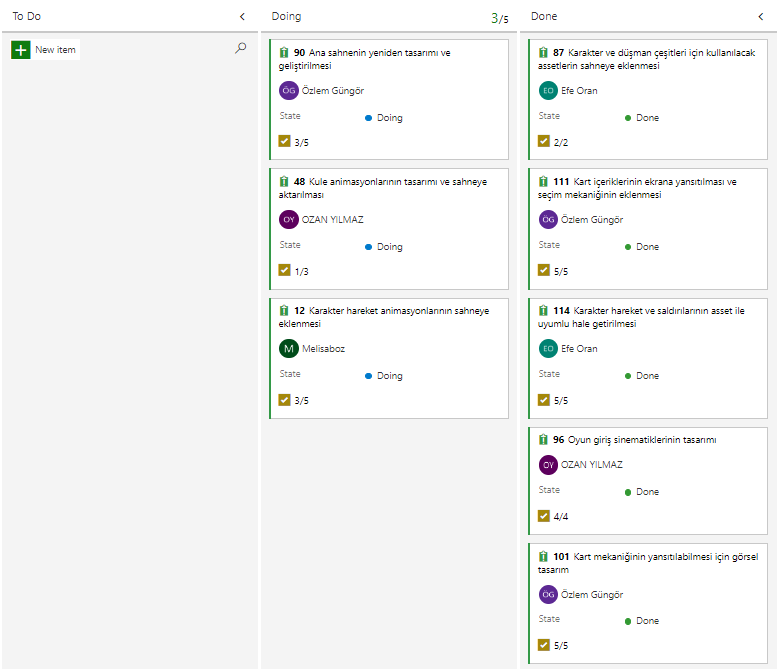 To Do
New item
Doing
3/5
90 Ana sahnenin yeniden tasarımı ve
geliştirilmesi
ÖG Özlem Güngör
State Doing
3/5
48 Kule animasyonlarının tasarımı ve sahneye
aktarılması
OY OZAN YILMAZ
State Doing
1/3
12 Karakter hareket animasyonlarının sahneye
eklenmesi
M Melisaboz
State Doing
3/5
Done
87 Karakter ve düşman çeşitleri için kullanılacak
assetlerin sahneye eklenmesi
EO Efe Oran
State Done
2/2
111 Kart içeriklerinin ekrana yansıtılması ve
seçim mekaniğinin eklenmesi
ÖG Özlem Güngör
State Done
5/5
114 Karakter hareket ve saldırılarının asset ile
uyumlu hale getirilmesi
EO Efe Oran
State Done
5/5
96 Oyun giriş sinematiklerinin tasarımı
OY OZAN YILMAZ
State Done
4/4
101 Kart mekaniğinin yansıtılabilmesi için görsel
tasarım
ÖG Özlem Güngör
State Done
5/5